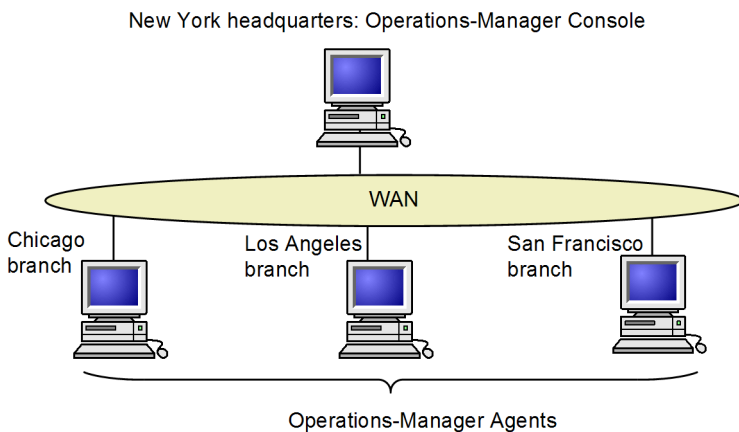 New York headquarters: Operations-Manager Console
WAN
Chicago
branch
Los Angeles
branch
San Francisco
branch
Operations-Manager Agents